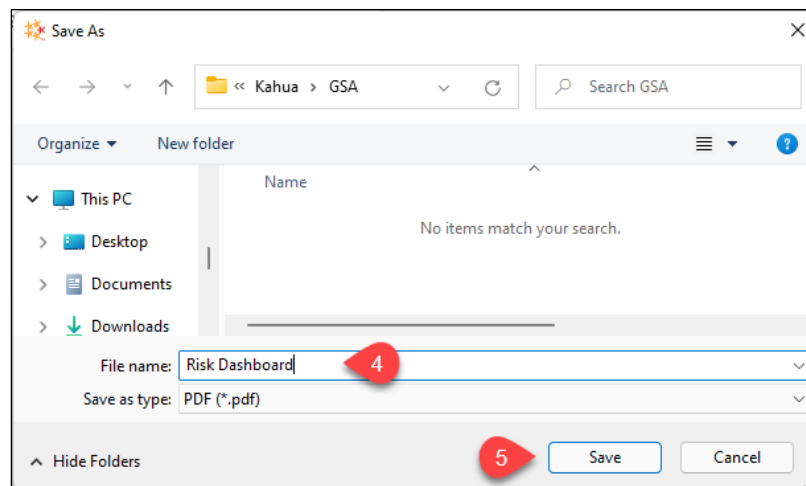 Save As
« Kahua > GSA
Search GSA
Organize
New folder
?
Name
This PC
No items match your search.
Desktop
Documents
Downloads
File name: Risk Dashboard 4
Save as type: PDF (*.pdf)
Hide Folders
5 Save Cancel